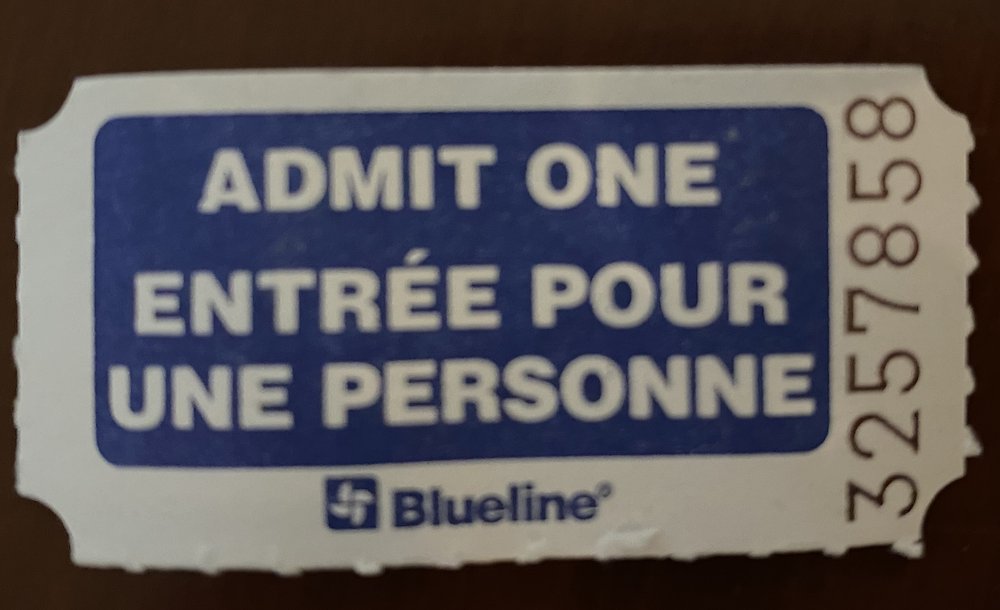 ADMIT ONE
ENTRÉE POUR
UNE PERSONNE
Blueline®
3257858